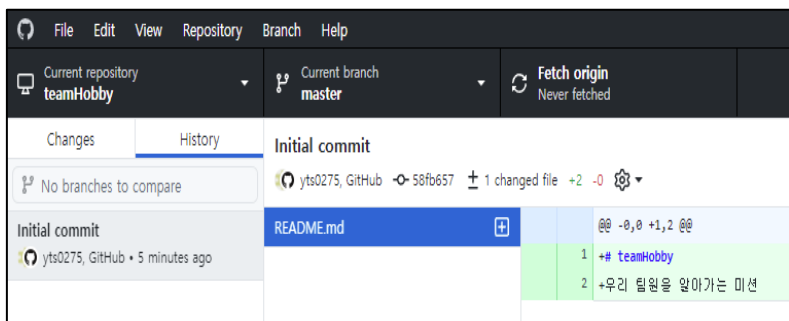 File Edit View Repository Branch Help
Current repository
teamHobby
Current branch
master
Fetch origin
Never fetched
Changes History
No branches to compare
Initial commit
yts0275, GitHub • 5 minutes ago
Initial commit
yts0275, GitHub 58fb657 1 changed file +2 -0
README.md
@@ -0,0 +1,2 @@
1 +# teamHobby
2 +우리 팀원을 알아가는 미션